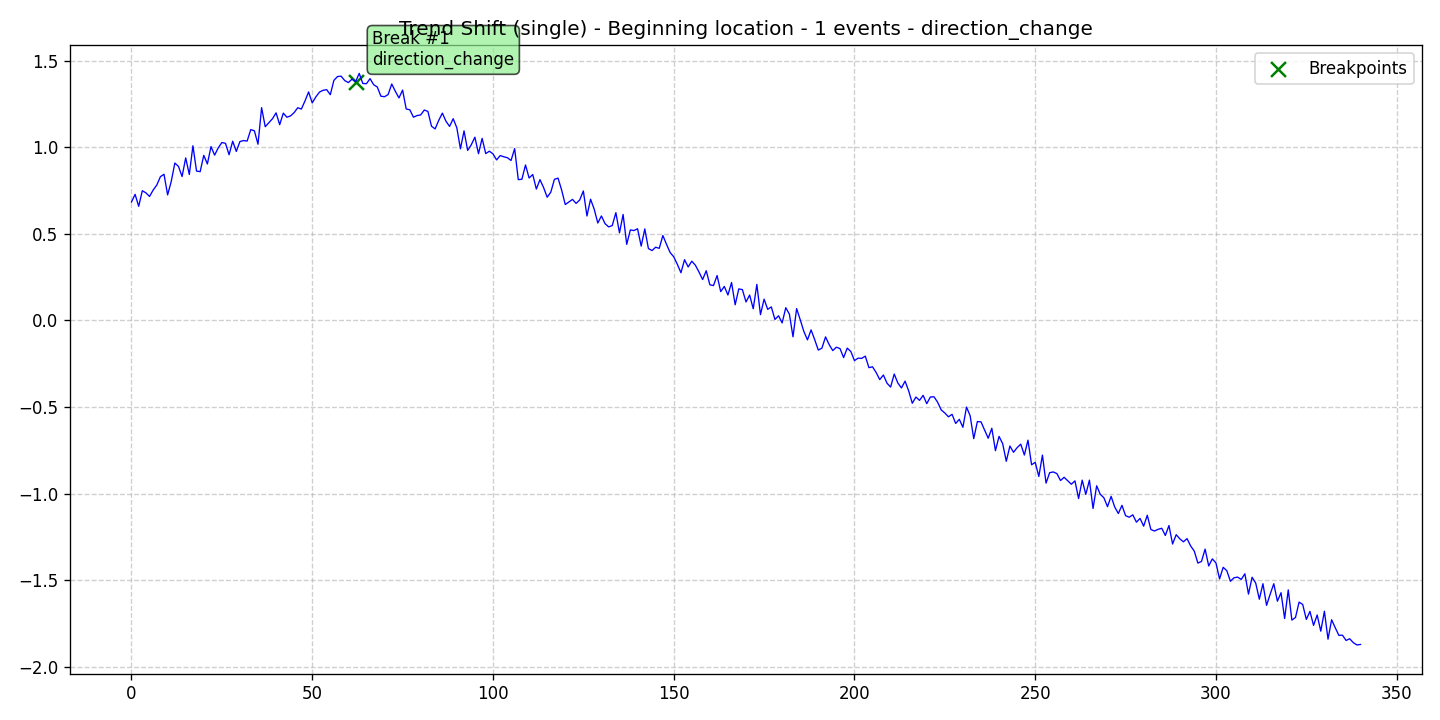 Trend Shift (single) - Beginning location - 1 events - direction_change
Break #1
direction_change
Breakpoints
1.5
1.0
0.5
0.0
−0.5
−1.0
−1.5
−2.0
0 50 100 150 200 250 300 350